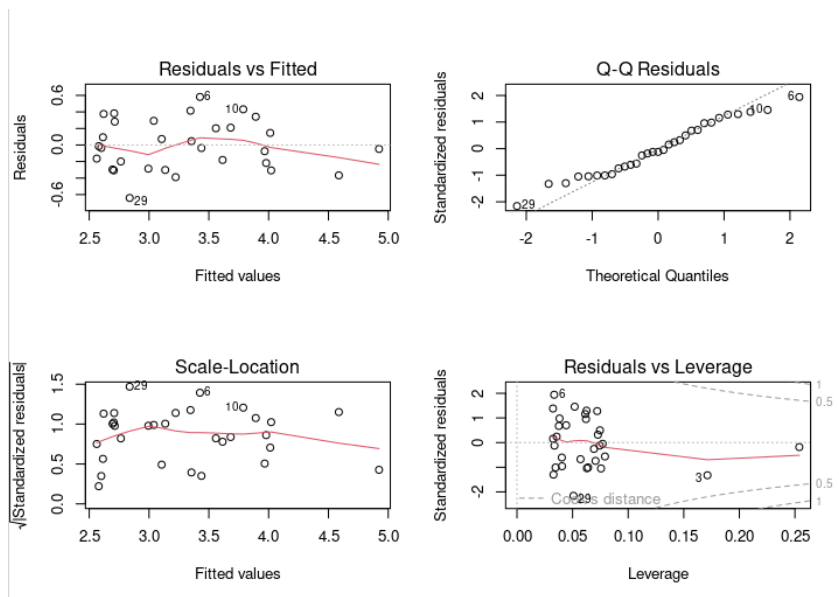 Residuals vs Fitted
Residuals
0.6
0.0
-0.6
6
10
29
2.5 3.0 3.5 4.0 4.5 5.0
Fitted values
Q-Q Residuals
Standardized residuals
2
1
0
-1
-2
10
6
29
-2 -1 0 1 2
Theoretical Quantiles
Scale-Location
√|Standardized residuals|
1.5
1.0
0.5
0.0
29
6
10
2.5 3.0 3.5 4.0 4.5 5.0
Fitted values
Residuals vs Leverage
Standardized residuals
2
1
0
-2
6
3
29
Cook's distance
1
0.5
0.5
1
0.00 0.05 0.10 0.15 0.20 0.25
Leverage